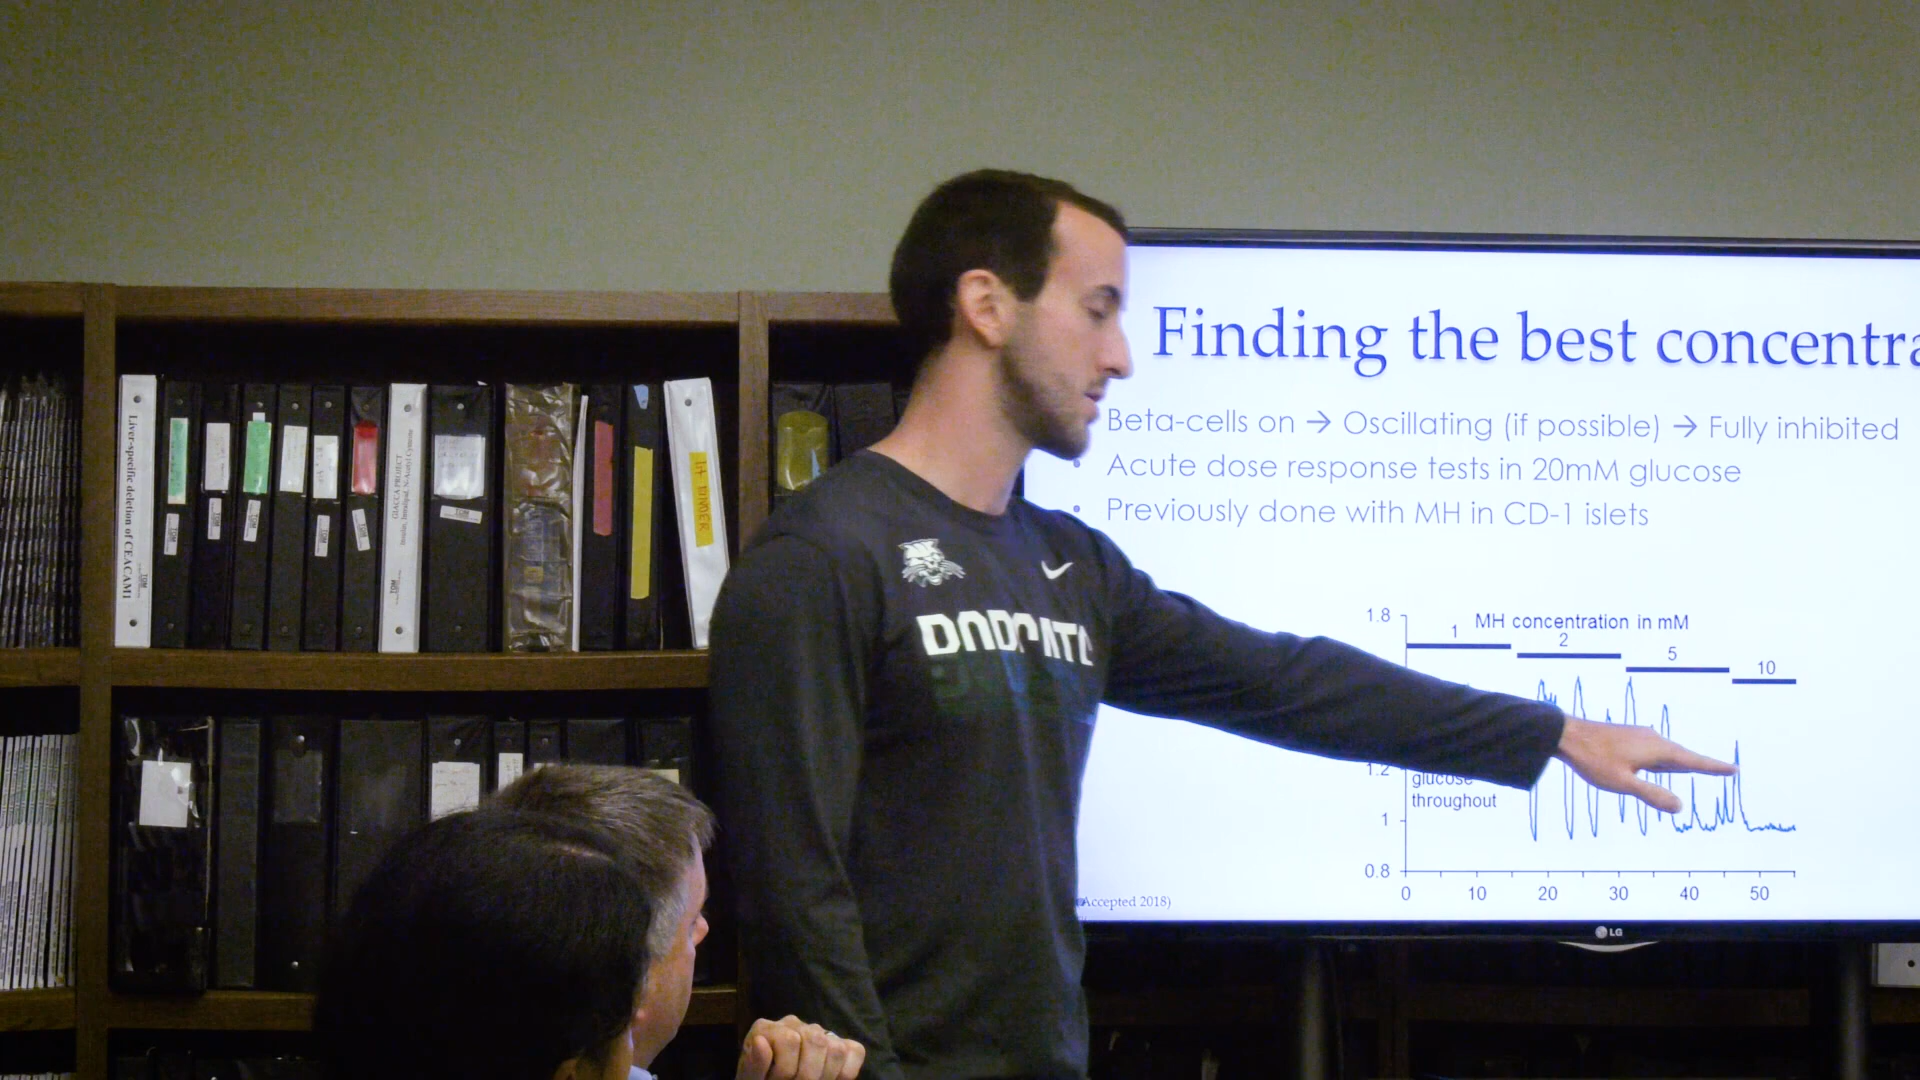 Finding the best concentra
Beta-cells on → Oscillating (if possible) → Fully inhibited
• Acute dose response tests in 20mM glucose
• Previously done with MH in CD-1 islets
1.8
MH concentration in mM
1
2
5
10
1.2
glucose
throughout
1
0.8
0 10 20 30 40 50
Accepted 2018)
LG
Liver-specific deletion of CEACAM1
GIACCA PROJECT
BOBCATS